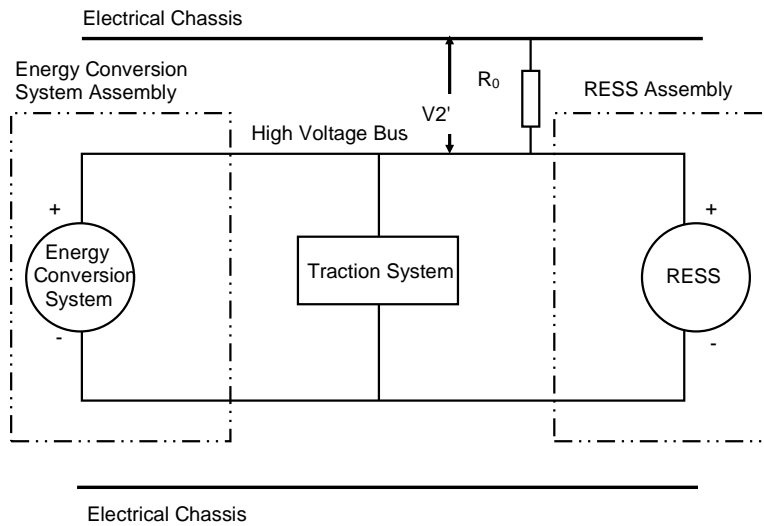 Electrical Chassis
Energy Conversion
System Assembly
R₀
RESS Assembly
V2'
High Voltage Bus
+
+
Energy
Conversion
System
Traction System
RESS
-
-
Electrical Chassis